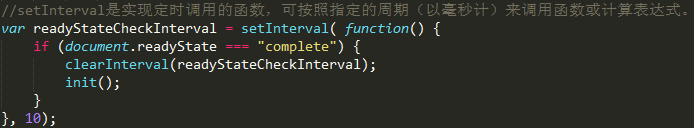 //setInterval是实现定时调用的函数，可按照指定的周期（以毫秒计）来调用函数或计算表达式。
var readyStateCheckInterval = setInterval( function() {
    if (document.readyState === "complete") {
        clearInterval(readyStateCheckInterval);
        init();
    }
}, 10);